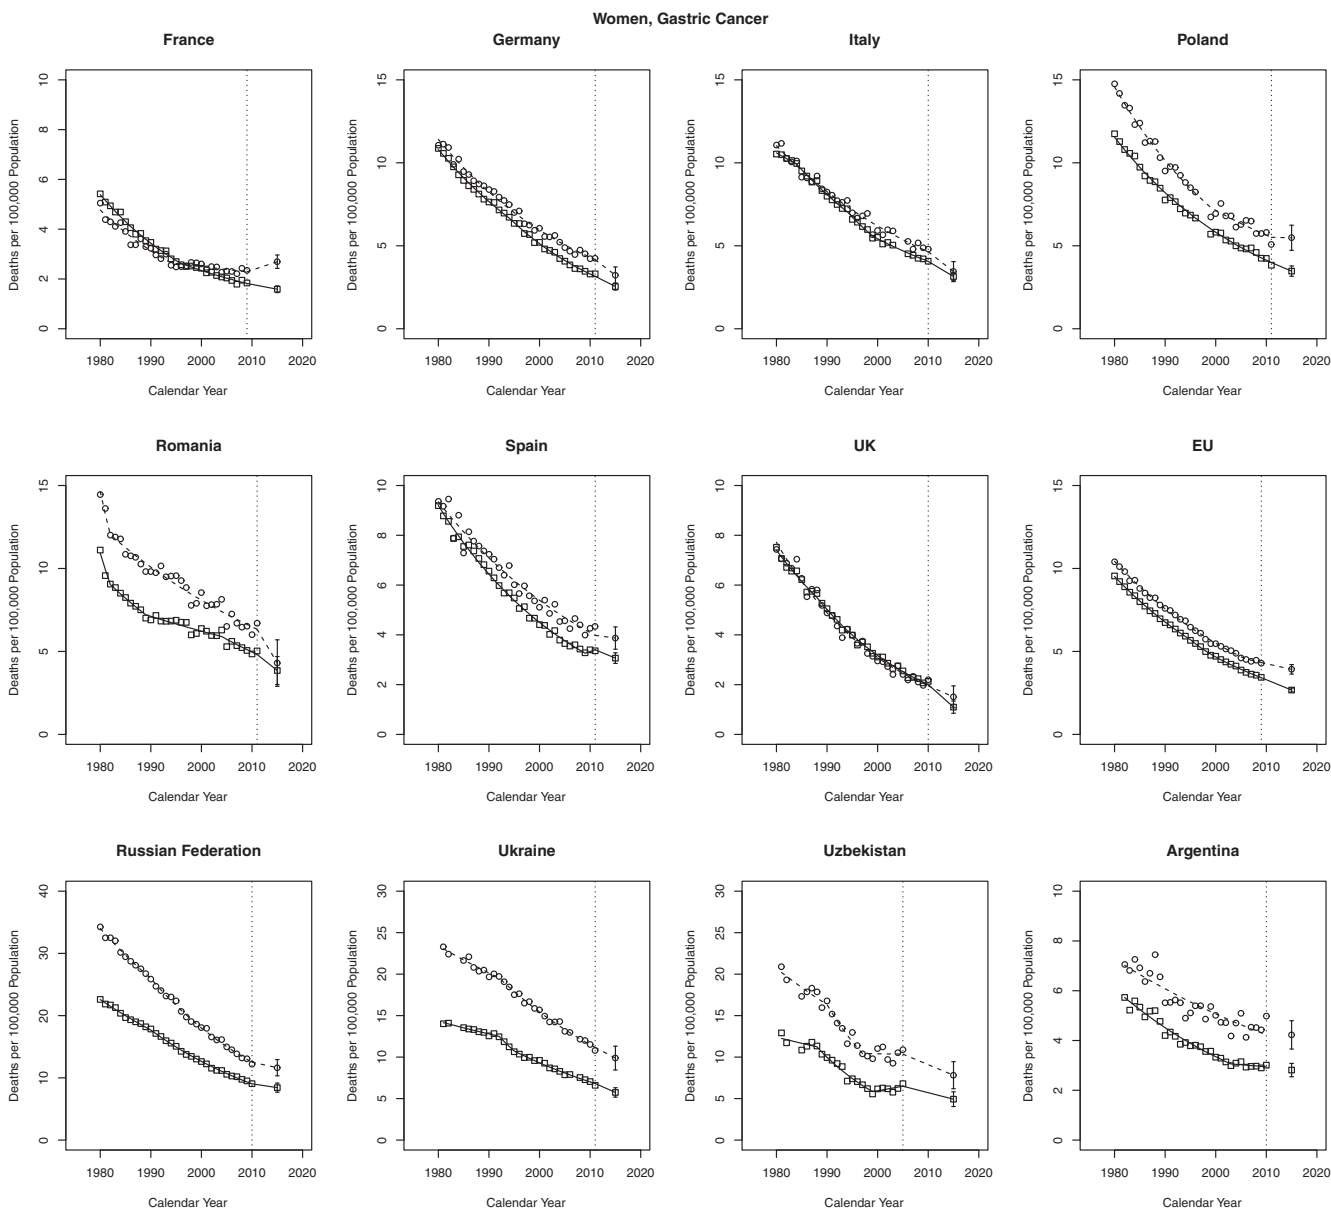 Women, Gastric Cancer
France
Germany
Italy
Poland
Deaths per 100,000 Population
0 2 4 6 8 10
1980 1990 2000 2010 2020
Calendar Year
Deaths per 100,000 Population
0 5 10 15
1980 1990 2000 2010 2020
Calendar Year
Deaths per 100,000 Population
0 5 10 15
1980 1990 2000 2010 2020
Calendar Year
Deaths per 100,000 Population
0 5 10 15
1980 1990 2000 2010 2020
Calendar Year
Romania
Spain
UK
EU
Deaths per 100,000 Population
0 5 10 15
1980 1990 2000 2010 2020
Calendar Year
Deaths per 100,000 Population
0 2 4 6 8 10
1980 1990 2000 2010 2020
Calendar Year
Deaths per 100,000 Population
0 2 4 6 8 10
1980 1990 2000 2010 2020
Calendar Year
Deaths per 100,000 Population
0 5 10 15
1980 1990 2000 2010 2020
Calendar Year
Russian Federation
Ukraine
Uzbekistan
Argentina
Deaths per 100,000 Population
0 10 20 30 40
1980 1990 2000 2010 2020
Calendar Year
Deaths per 100,000 Population
0 5 10 15 20 25 30
1980 1990 2000 2010 2020
Calendar Year
Deaths per 100,000 Population
0 5 10 15 20 25 30
1980 1990 2000 2010 2020
Calendar Year
Deaths per 100,000 Population
0 2 4 6 8 10
1980 1990 2000 2010 2020
Calendar Year